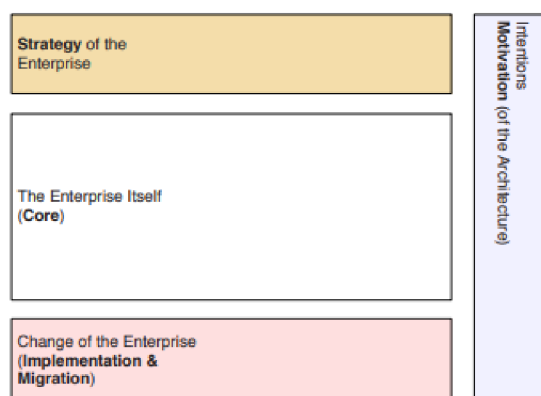 Strategy of the
Enterprise
The Enterprise Itself
(Core)
Change of the Enterprise
(Implementation &
Migration)
Intentions
Motivation (of the Architecture)